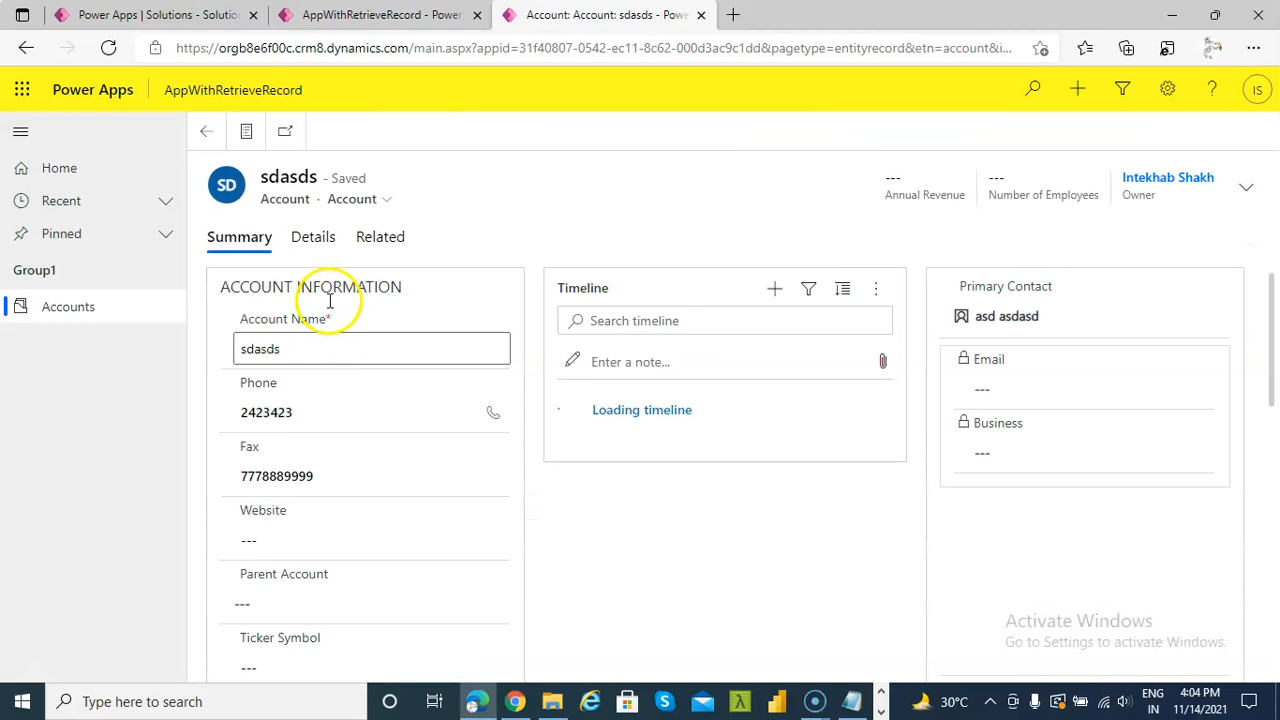 Power Apps | Solutions - Solutio
AppWithRetrieveRecord - Power
Account: Account: sdasds - Pow
https://orgb8e6f00c.crm8.dynamics.com/main.aspx?appid=31f40807-0542-ec11-8c62-000d3ac9c1dd&pagetype=entityrecord&etn=account&i...
Power Apps
AppWithRetrieveRecord
IS
Home
Recent
Pinned
Group1
Accounts
SD
sdasds - Saved
Account · Account
--- Annual Revenue
--- Number of Employees
Intekhab Shakh
Owner
Summary
Details
Related
ACCOUNT INFORMATION
Account Name*
sdasds
Phone
2423423
Fax
7778889999
Website
---
Parent Account
---
Ticker Symbol
---
Timeline
Search timeline
Enter a note...
Loading timeline
Primary Contact
asd asdasd
Email
---
Business
---
Activate Windows
Go to Settings to activate Windows.
Type here to search
30°C
ENG
IN
4:04 PM
11/14/2021